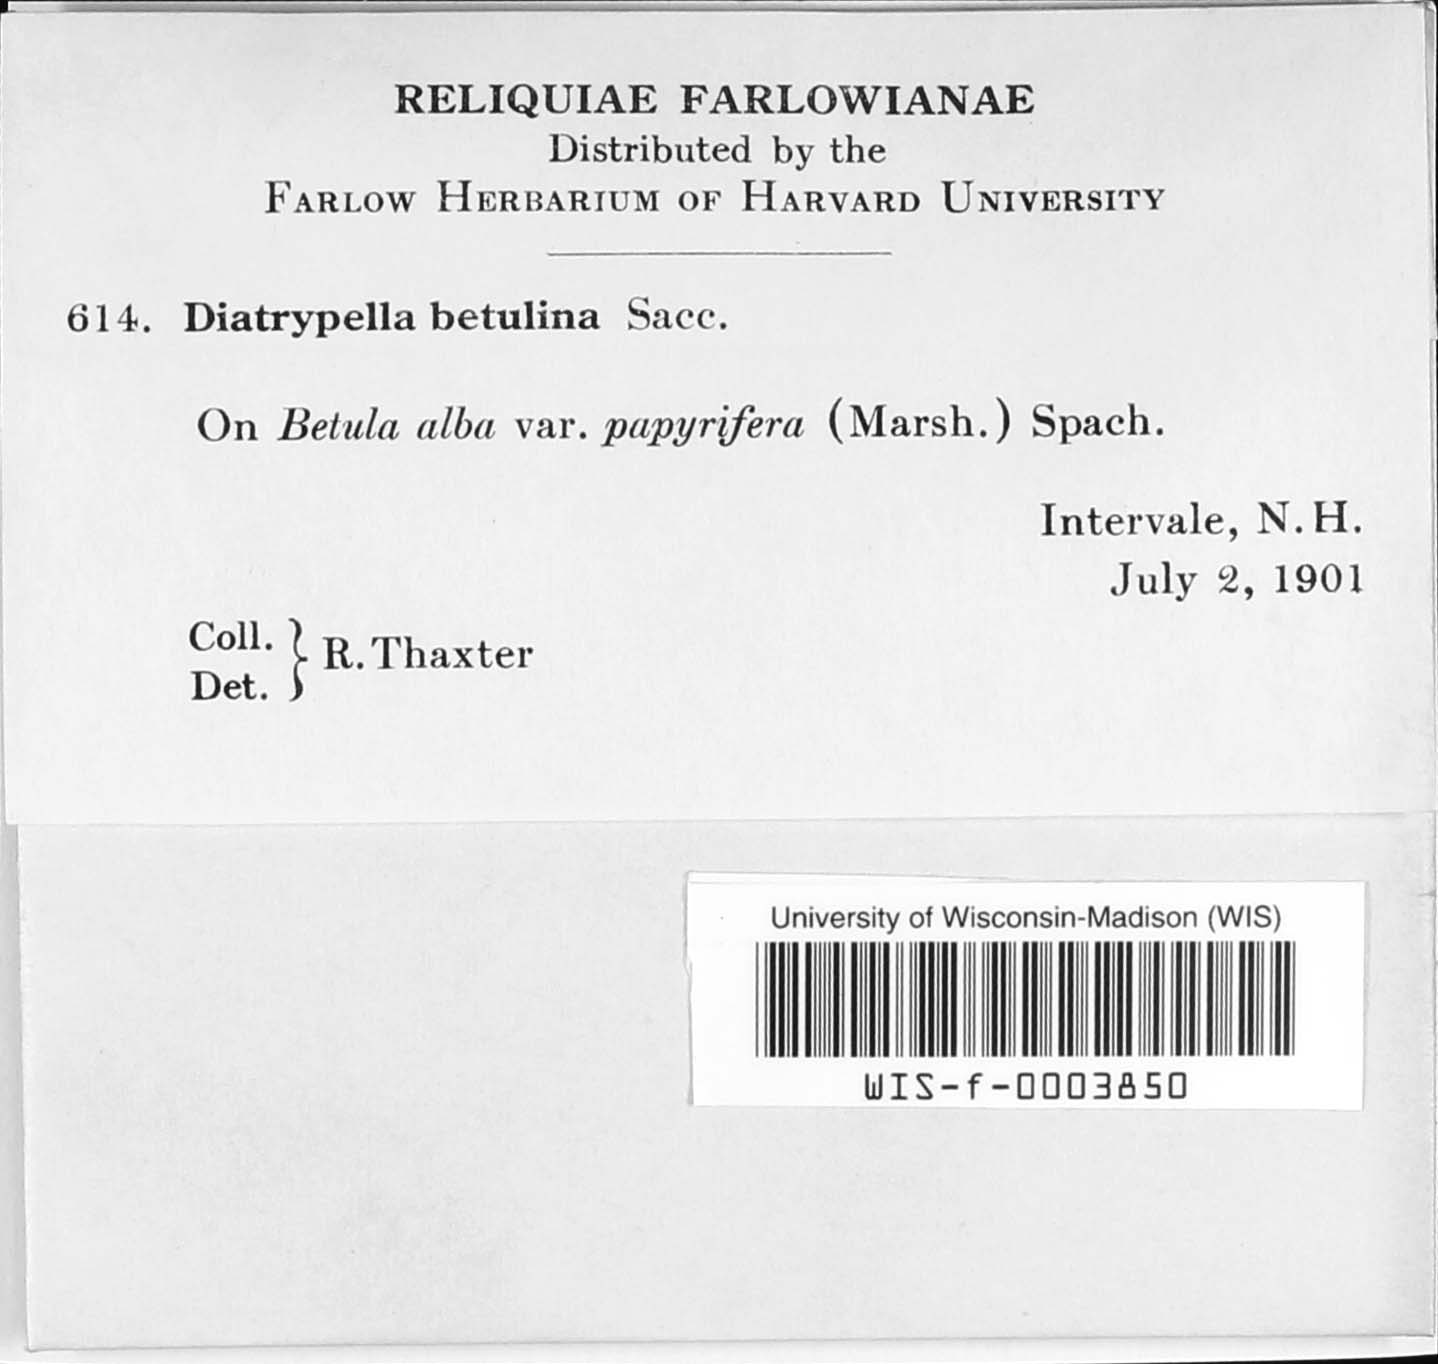 RELIQUIAE FARLOWIANAE
Distributed by the
FARLOW HERBARIUM OF HARVARD UNIVERSITY
614. Diatrypella betulina Sacc.
On Betula alba var. papyrifera (Marsh.) Spach.
Intervale, N. H.
July 2, 1901
Coll. } R. Thaxter
Det.
University of Wisconsin-Madison (WIS)
WIS-f-0003850